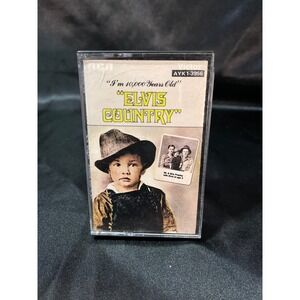 RCA
AYK1-3956
"I'm 10,000 Years Old"
"ELVIS
COUNTRY"